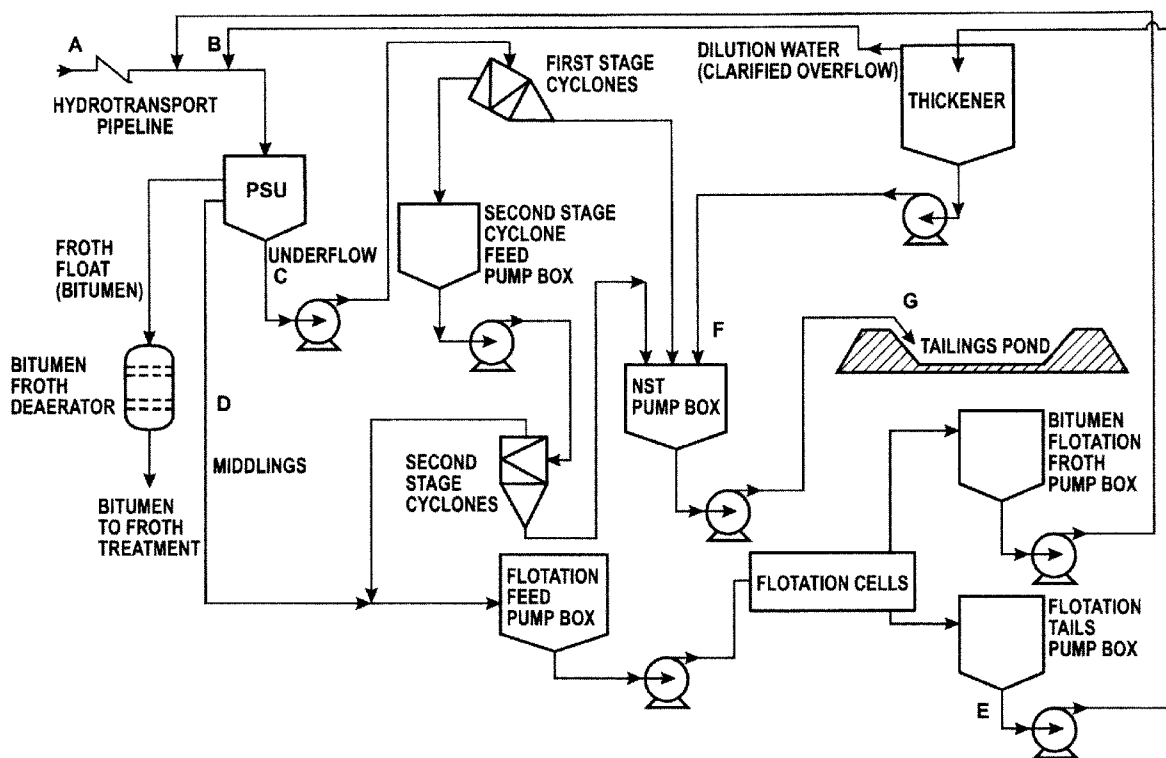 A
B
HYDROTRANSPORT
PIPELINE
PSU
FROTH
FLOAT
(BITUMEN)
UNDERFLOW
C
BITUMEN
FROTH
DEAERATOR
D
MIDDLINGS
BITUMEN
TO FROTH
TREATMENT
FIRST STAGE
CYCLONES
SECOND STAGE
CYCLONE
FEED
PUMP BOX
SECOND
STAGE
CYCLONES
FLOTATION
FEED
PUMP BOX
DILUTION WATER
(CLARIFIED OVERFLOW)
THICKENER
F
NST
PUMP BOX
G
TAILINGS POND
FLOTATION CELLS
BITUMEN
FLOTATION
FROTH
PUMP BOX
FLOTATION
TAILS
PUMP BOX
E